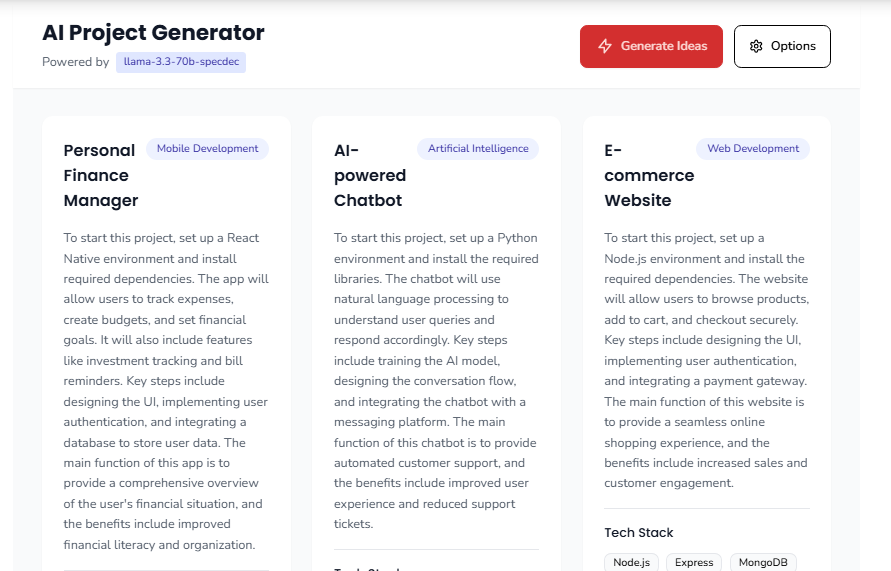 AI Project Generator
Powered by llama-3.3-70b-specdec
Generate Ideas
Options
Personal
Finance
Manager
Mobile Development
To start this project, set up a React
Native environment and install
required dependencies. The app will
allow users to track expenses,
create budgets, and set financial
goals. It will also include features
like investment tracking and bill
reminders. Key steps include
designing the UI, implementing user
authentication, and integrating a
database to store user data. The
main function of this app is to
provide a comprehensive overview
of the user's financial situation, and
the benefits include improved
financial literacy and organization.
AI-
powered
Chatbot
Artificial Intelligence
To start this project, set up a Python
environment and install the required
libraries. The chatbot will use
natural language processing to
understand user queries and
respond accordingly. Key steps
include training the AI model,
designing the conversation flow,
and integrating the chatbot with a
messaging platform. The main
function of this chatbot is to provide
automated customer support, and
the benefits include improved user
experience and reduced support
tickets.
E-
commerce
Website
Web Development
To start this project, set up a
Node.js environment and install the
required dependencies. The website
will allow users to browse products,
add to cart, and checkout securely.
Key steps include designing the UI,
implementing user authentication,
and integrating a payment gateway.
The main function of this website is
to provide a seamless online
shopping experience, and the
benefits include increased sales and
customer engagement.
Tech Stack
Node.js
Express
MongoDB